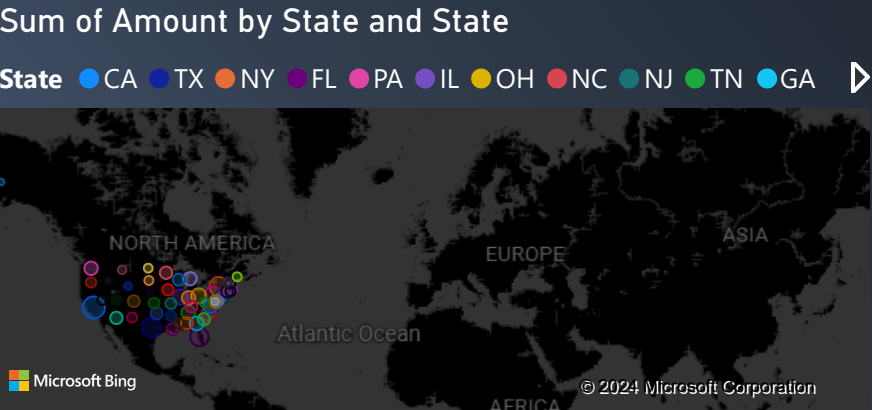 Sum of Amount by State and State
State CA TX NY FL PA IL OH NC NJ TN GA
NORTH AMERICA
ASIA
EUROPE
Atlantic Ocean
Microsoft Bing
© 2024 Microsoft Corporation
AFRICA